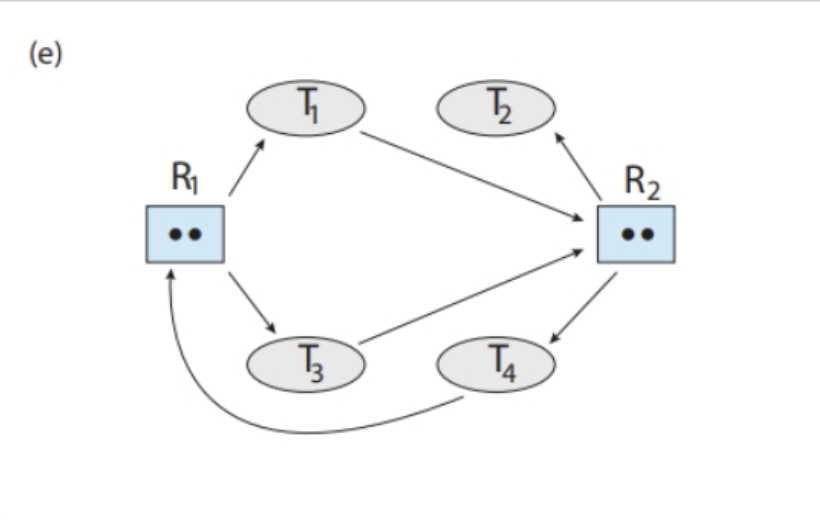 (e)
T1 T2
R1 R2
T3 T4